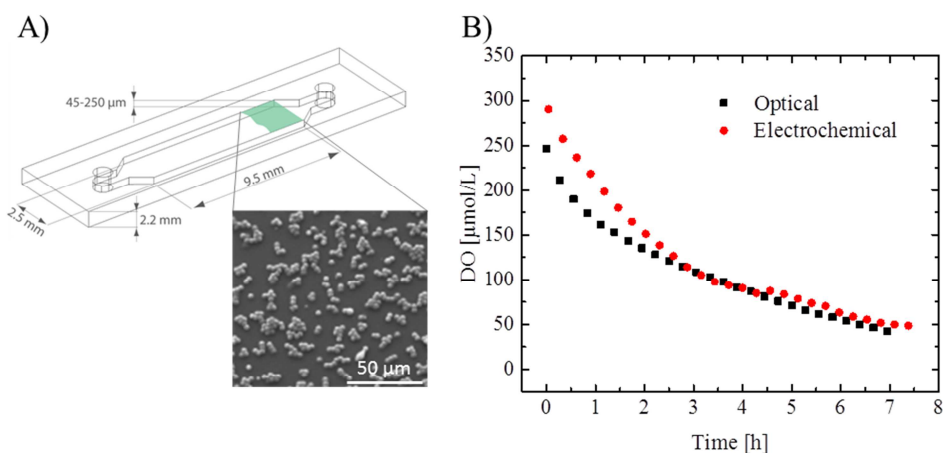 A)
45-250 µm
9.5 mm
2.5 mm
2.2 mm
50 µm
B)
DO [µmol/L]
350
300
250
200
150
100
50
0
Optical
Electrochemical
0 1 2 3 4 5 6 7 8
Time [h]